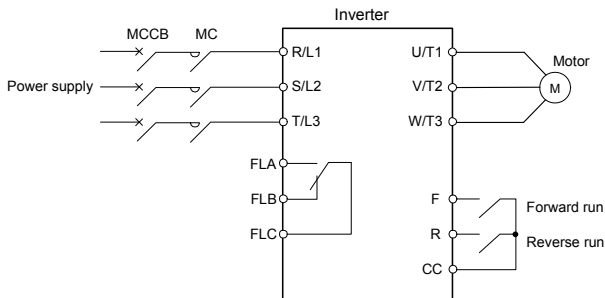 Inverter
MCCB MC
R/L1 U/T1
Motor
Power supply S/L2 V/T2 M
T/L3 W/T3
FLA
FLB F Forward run
FLC R Reverse run
CC